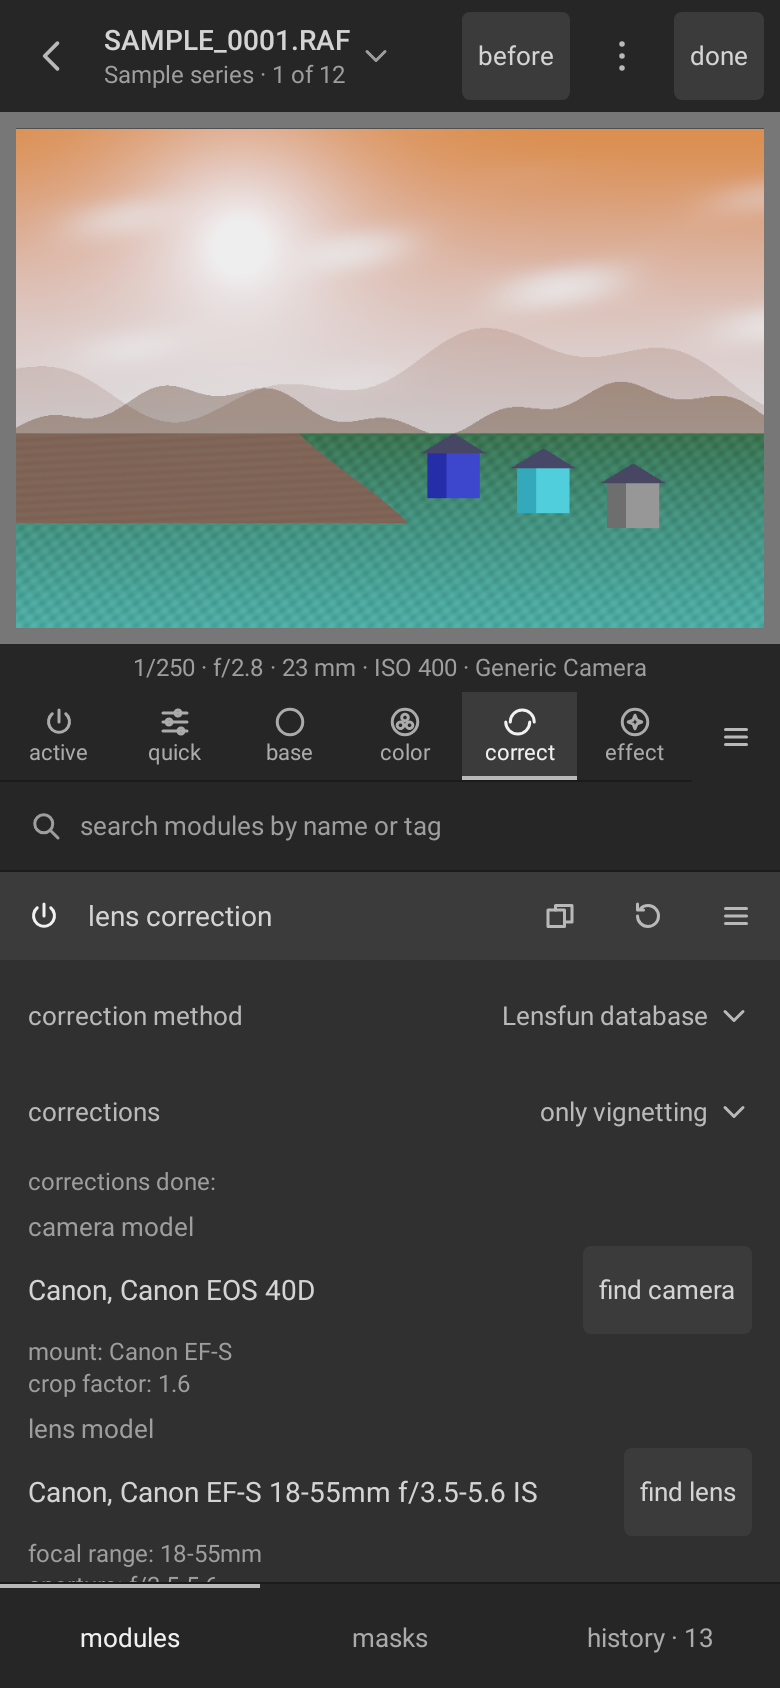 SAMPLE_0001.RAF
Sample series · 1 of 12
before
done
1/250 · f/2.8 · 23 mm · ISO 400 · Generic Camera
active
quick
base
color
correct
effect
search modules by name or tag
lens correction
correction method
Lensfun database
corrections
only vignetting
corrections done:
camera model
Canon, Canon EOS 40D
find camera
mount: Canon EF-S
crop factor: 1.6
lens model
Canon, Canon EF-S 18-55mm f/3.5-5.6 IS
find lens
focal range: 18-55mm
modules
masks
history · 13